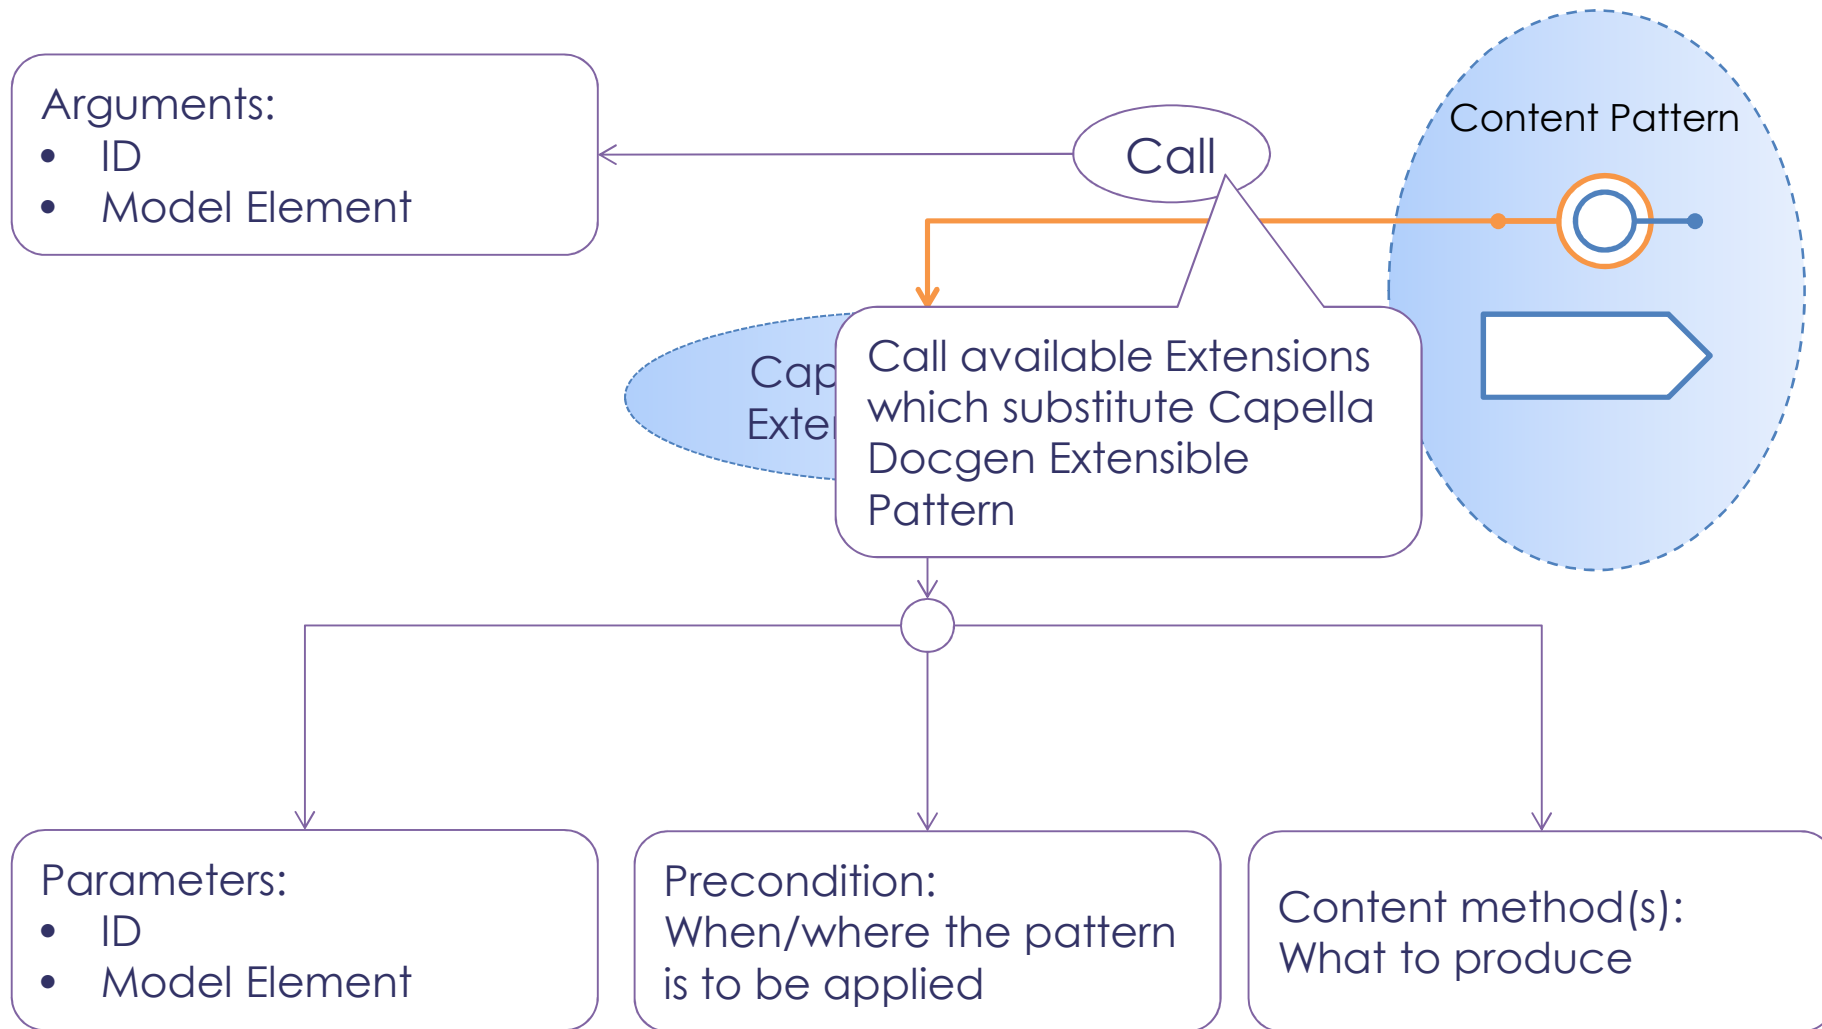 Arguments:
• ID
• Model Element
Call
Content Pattern
Call available Extensions
which substitute Capella
Docgen Extensible
Pattern
Parameters:
• ID
• Model Element
Precondition:
When/where the pattern
is to be applied
Content method(s):
What to produce